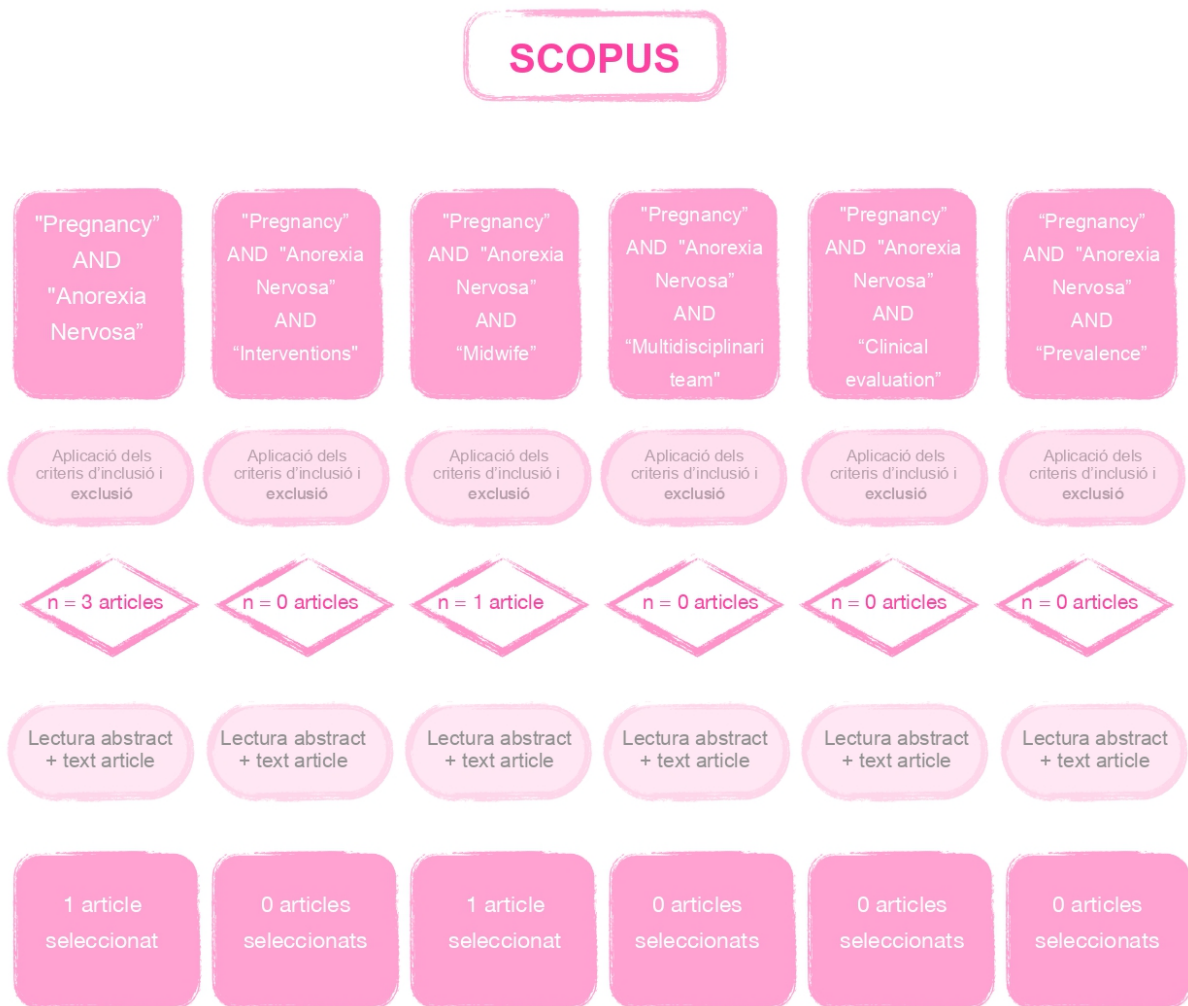 SCOPUS
"Pregnancy”
AND
"Anorexia
Nervosa”
"Pregnancy”
AND "Anorexia
Nervosa”
AND
“Interventions"
"Pregnancy”
AND "Anorexia
Nervosa”
AND
“Midwife”
"Pregnancy”
AND "Anorexia
Nervosa”
AND
“Multidisciplinari
team"
"Pregnancy”
AND "Anorexia
Nervosa”
AND
“Clinical
evaluation”
“Pregnancy”
AND "Anorexia
Nervosa”
AND
“Prevalence”
Aplicació dels
criteris d’inclusió i
exclusió
Aplicació dels
criteris d’inclusió i
exclusió
Aplicació dels
criteris d’inclusió i
exclusió
Aplicació dels
criteris d’inclusió i
exclusió
Aplicació dels
criteris d’inclusió i
exclusió
Aplicació dels
criteris d’inclusió i
exclusió
n = 3 articles
n = 0 articles
n = 1 article
n = 0 articles
n = 0 articles
n = 0 articles
Lectura abstract
+ text article
Lectura abstract
+ text article
Lectura abstract
+ text article
Lectura abstract
+ text article
Lectura abstract
+ text article
Lectura abstract
+ text article
1 article
seleccionat
0 articles
seleccionats
1 article
seleccionat
0 articles
seleccionats
0 articles
seleccionats
0 articles
seleccionats